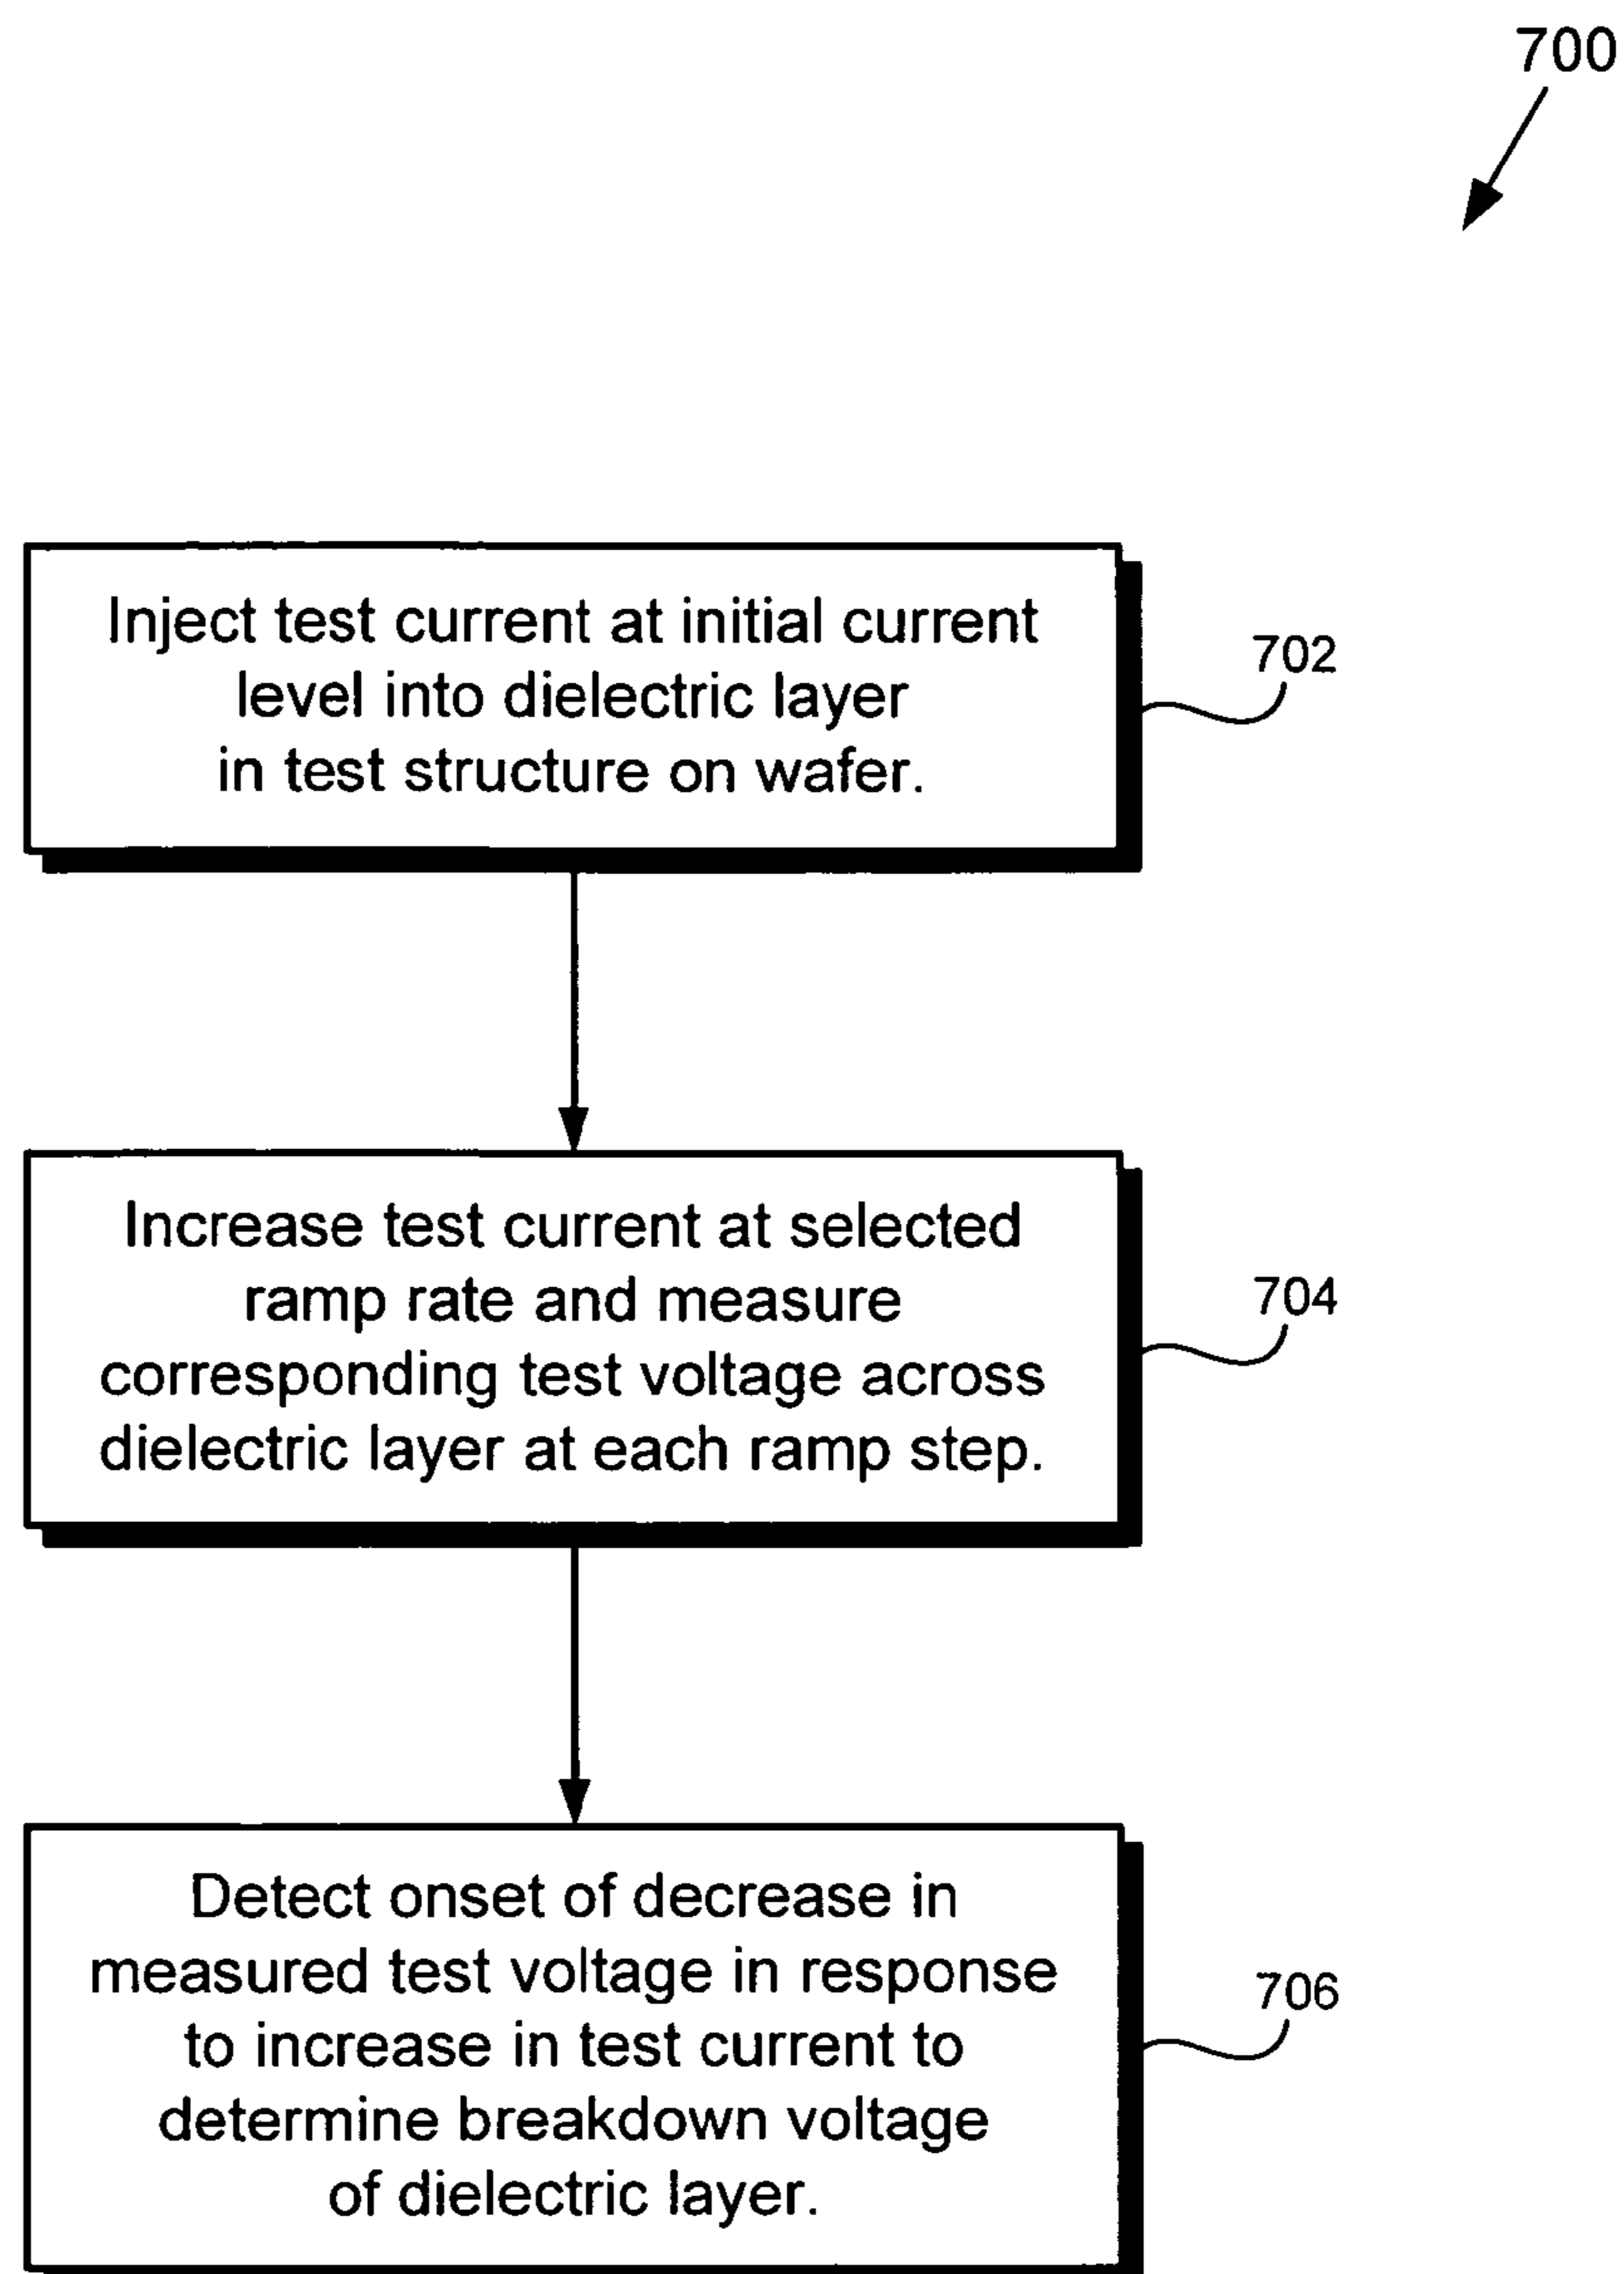 700
Inject test current at initial current
level into dielectric layer
in test structure on wafer.
702
Increase test current at selected
ramp rate and measure
corresponding test voltage across
dielectric layer at each ramp step.
704
Detect onset of decrease in
measured test voltage in response
to increase in test current to
determine breakdown voltage
of dielectric layer.
706